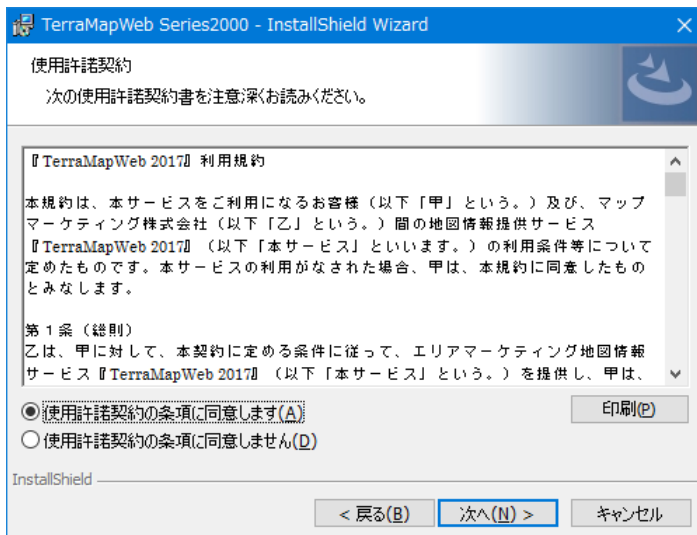 TerraMapWeb Series2000 - InstallShield Wizard
使用許諾契約
次の使用許諾契約書を注意深くお読みください。
『TerraMapWeb 2017』利用規約
本規約は、本サービスをご利用になるお客様（以下「甲」という。）及び、マップ
マーケティング株式会社（以下「乙」という。）間の地図情報提供サービス
『TerraMapWeb 2017』（以下「本サービス」といいます。）の利用条件等について
定めたものです。本サービスの利用がなされた場合、甲は、本規約に同意したもの
とみなします。
第１条（総則）
乙は、甲に対して、本契約に定める条件に従って、エリアマーケティング地図情報
サービス『TerraMapWeb 2017』（以下「本サービス」という。）を提供し、甲は、
使用許諾契約の条項に同意します(A)
印刷(P)
使用許諾契約の条項に同意しません(D)
InstallShield
< 戻る(B)
次へ(N) >
キャンセル